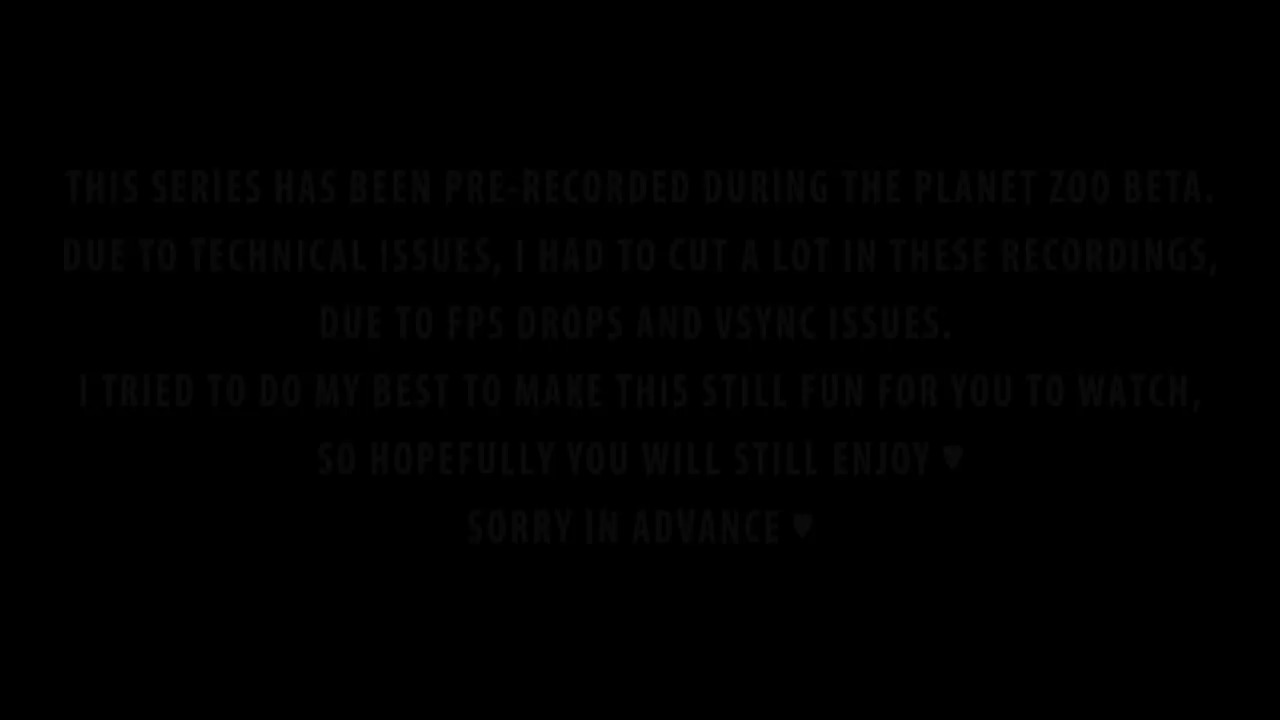 THIS SERIES HAS BEEN PRE-RECORDED DURING THE PLANET ZOO BETA.
DUE TO TECHNICAL ISSUES, I HAD TO CUT A LOT IN THESE RECORDINGS,
DUE TO FPS DROPS AND VSYNC ISSUES.
I TRIED TO DO MY BEST TO MAKE THIS STILL FUN FOR YOU TO WATCH,
SO HOPEFULLY YOU WILL STILL ENJOY ♥
SORRY IN ADVANCE ♥